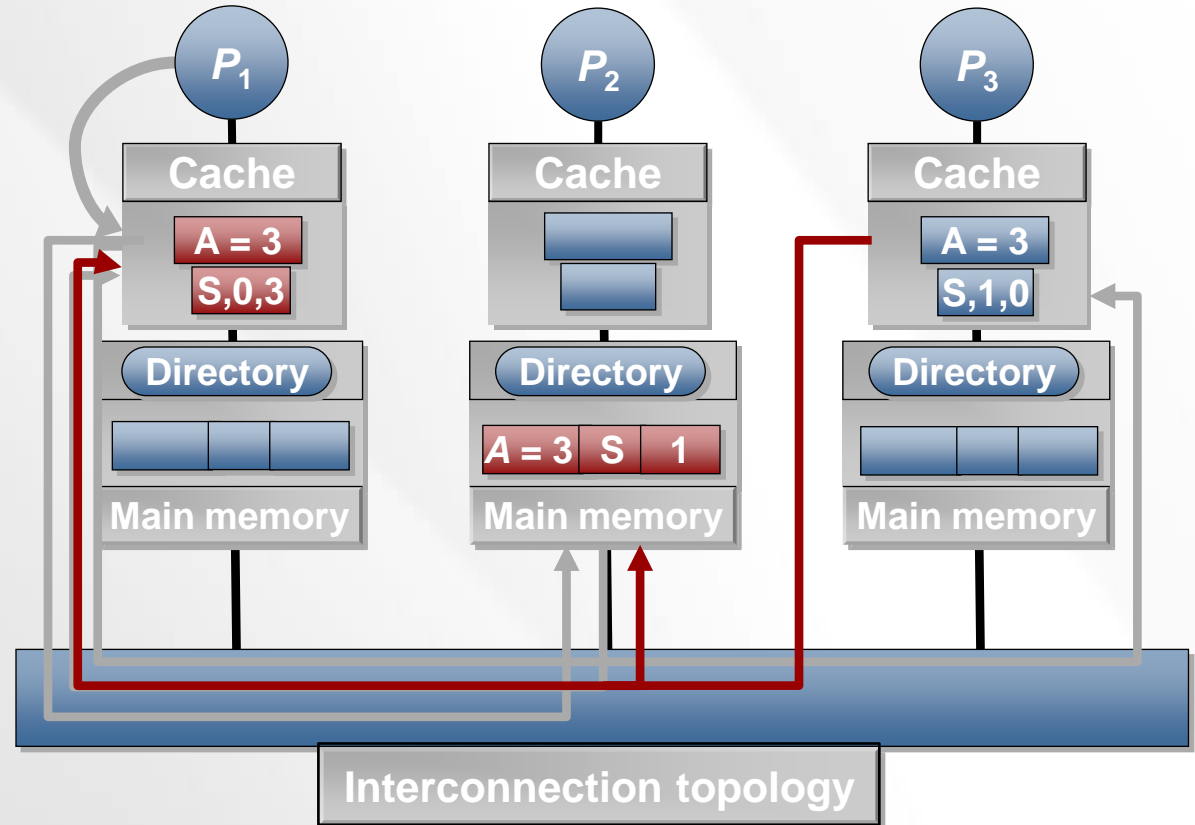 P1 P2 P3
Cache Cache Cache
A = 3 A = 3
S,0,3 S,1,0
Directory Directory Directory
A = 3 S 1
Main memory Main memory Main memory
Interconnection topology